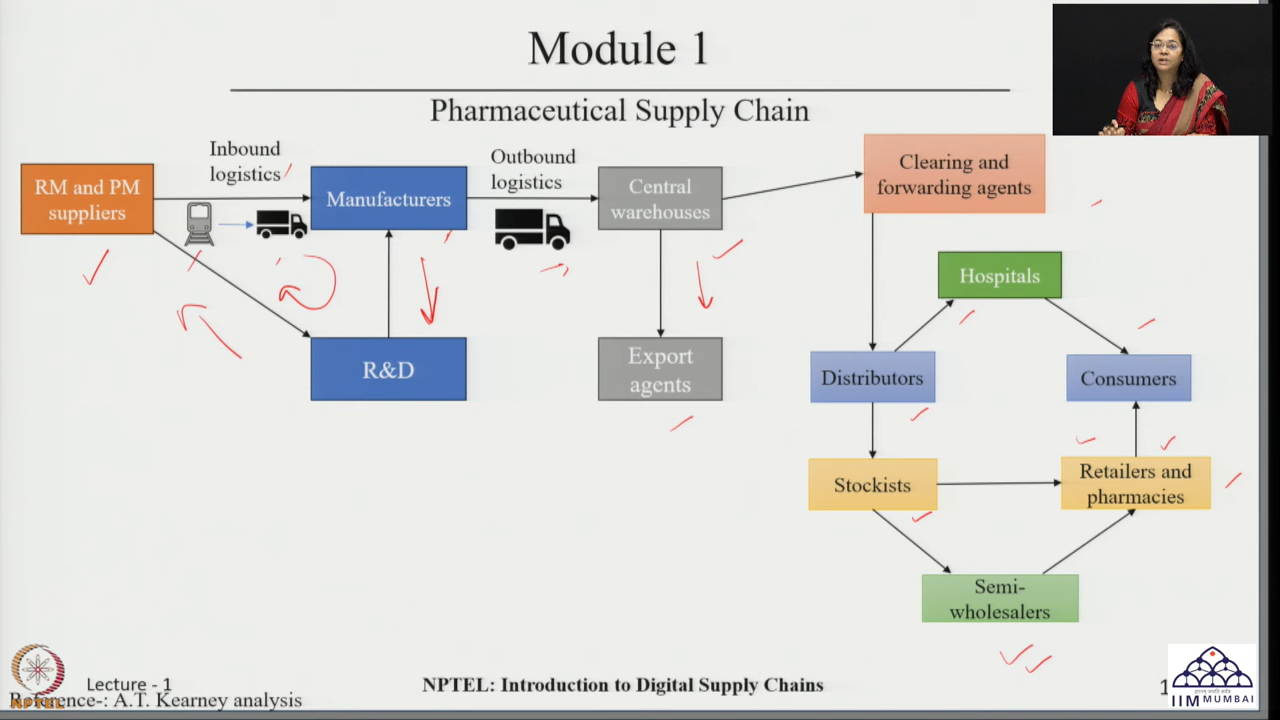 Module 1
Pharmaceutical Supply Chain
RM and PM
suppliers
Inbound
logistics
Manufacturers
Outbound
logistics
Central
warehouses
Clearing and
forwarding agents
R&D
Export
agents
Hospitals
Distributors
Consumers
Stockists
Retailers and
pharmacies
Semi-
wholesalers
NPTEL
Lecture - 1
Reference-: A.T. Kearney analysis
NPTEL: Introduction to Digital Supply Chains
IIM MUMBAI